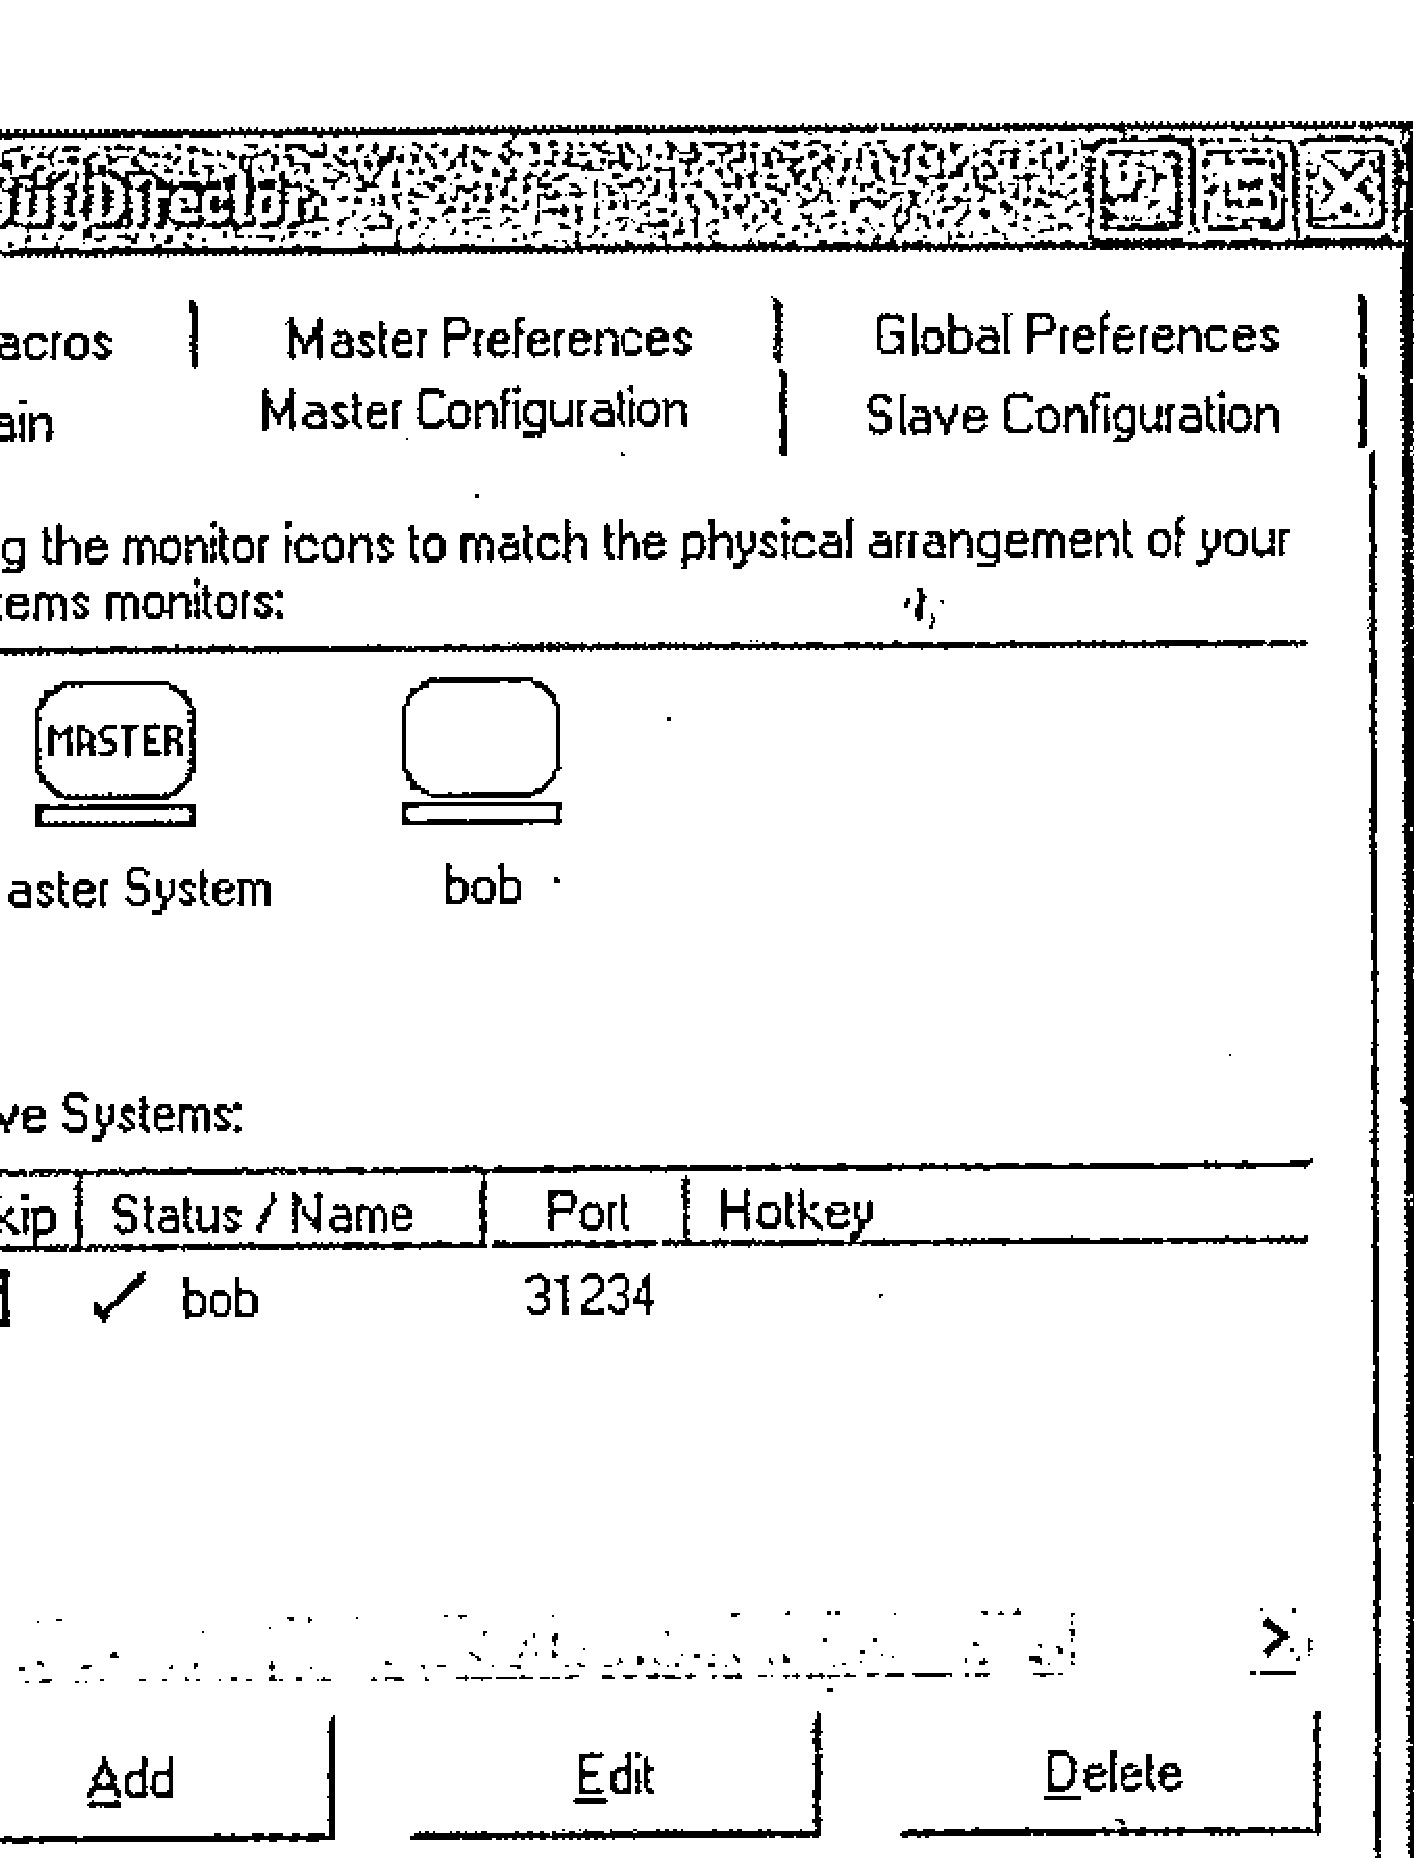 Director
acros | Master Preferences | Global Preferences |
ain Master Configuration | Slave Configuration |
g the monitor icons to match the physical arrangement of your
tems monitors:
MASTER
aster System bob
ve Systems:
kip | Status / Name | Port | Hotkey
✓ bob 31234
>
Add Edit Delete